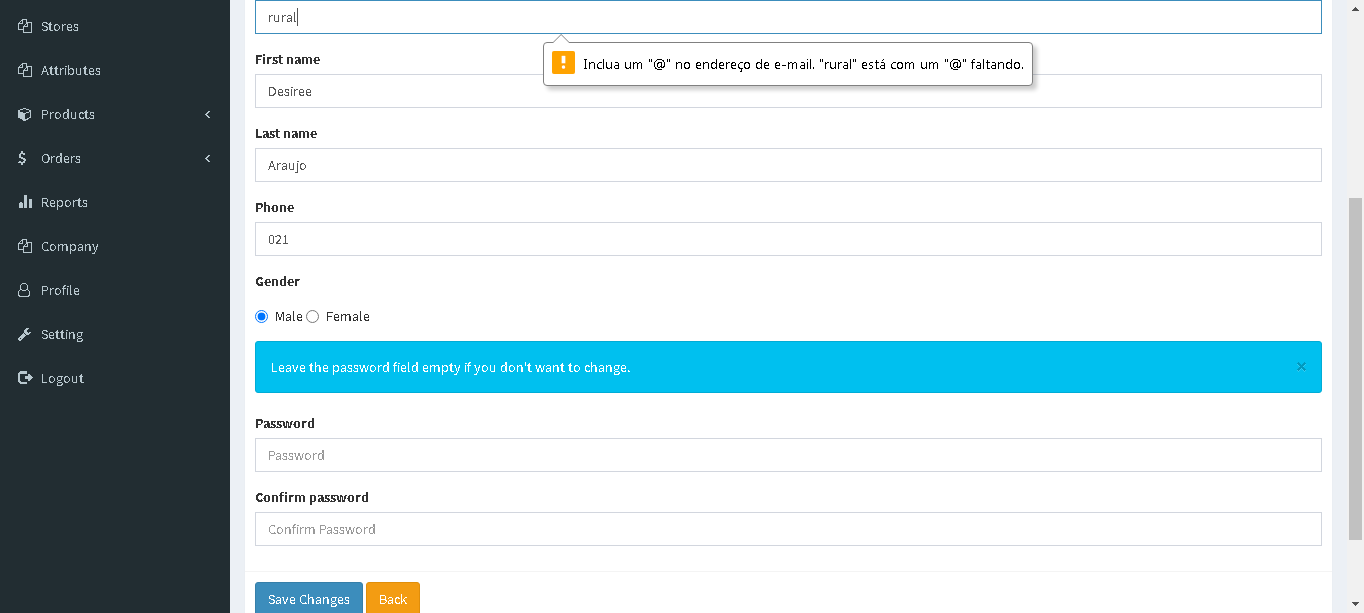 Stores
Attributes
Products
Orders
Reports
Company
Profile
Setting
Logout
rural
Inclua um "@" no endereço de e-mail. "rural" está com um "@" faltando.
First name
Desiree
Last name
Araujo
Phone
021
Gender
Male Female
Leave the password field empty if you don't want to change.
Password
Password
Confirm password
Confirm Password
Save Changes Back